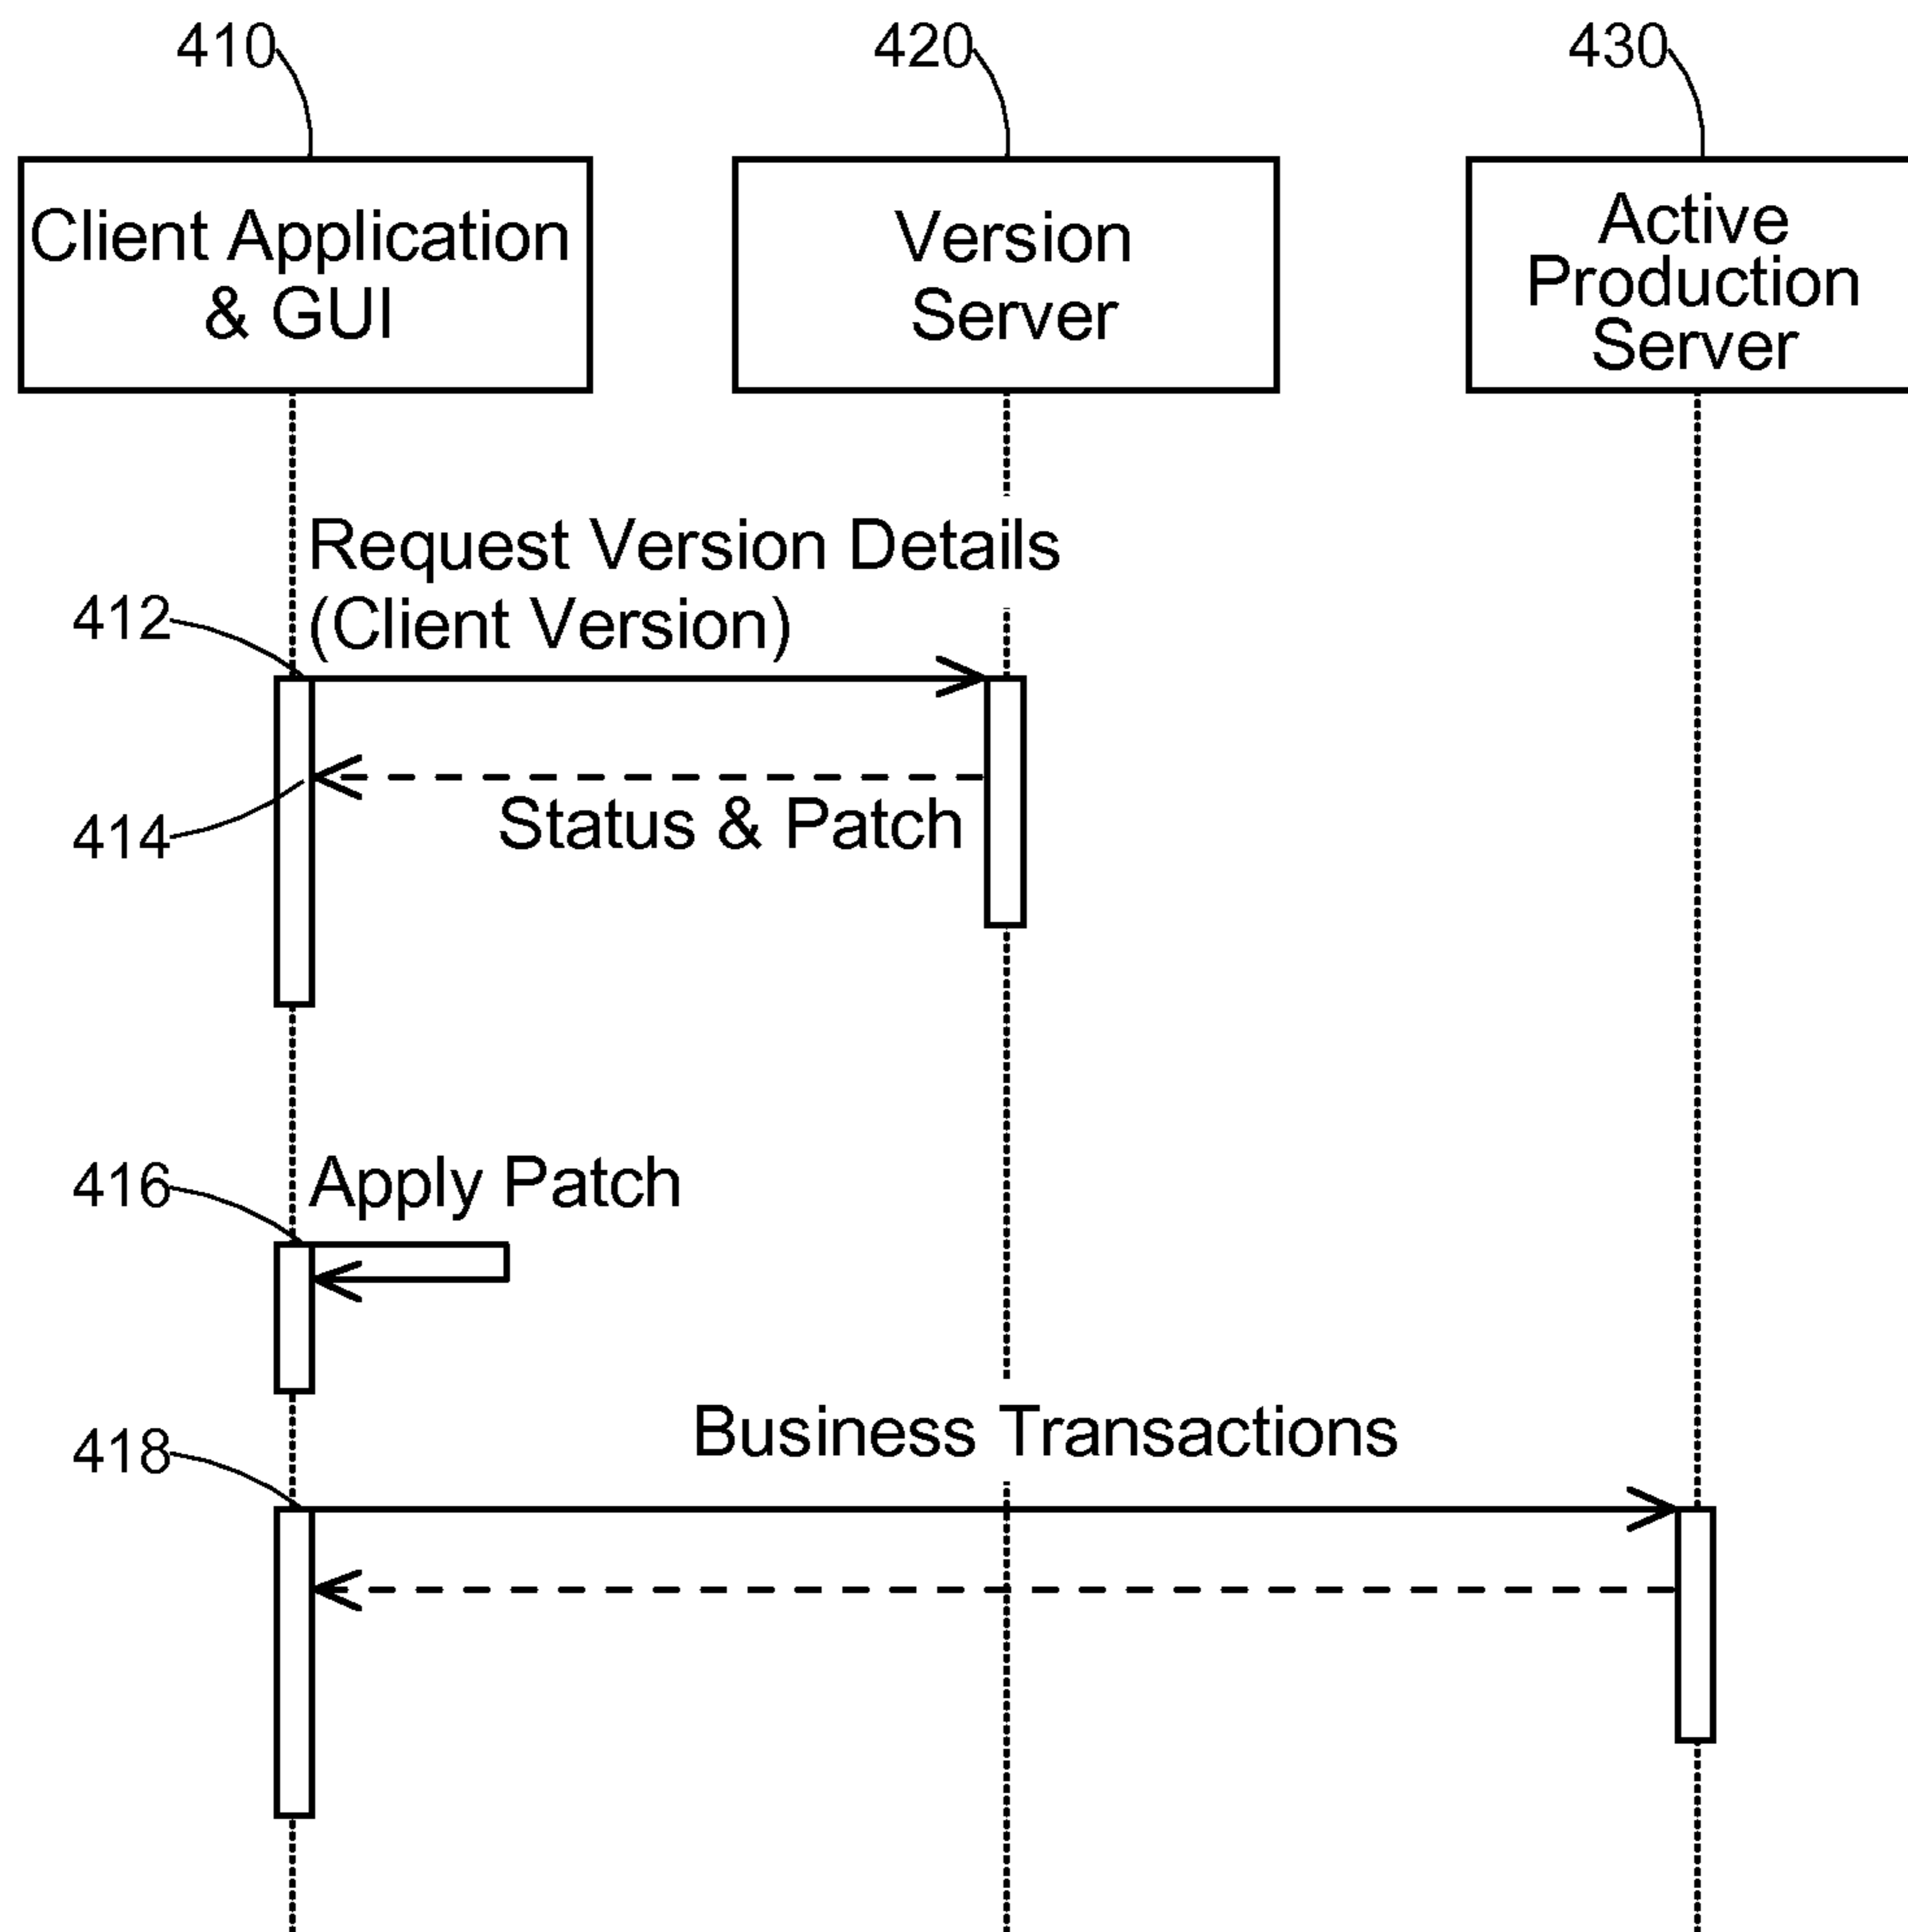 410
420
430
Client Application
& GUI
Version
Server
Active
Production
Server
Request Version Details
(Client Version)
412
Status & Patch
414
Apply Patch
416
Business Transactions
418